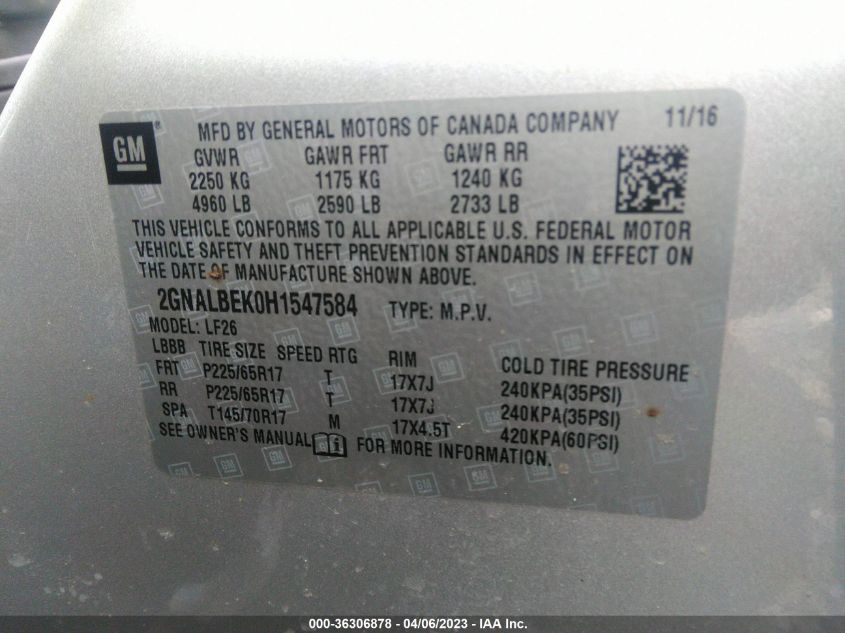 GM
MFD BY GENERAL MOTORS OF CANADA COMPANY 11/16
GVWR GAWR FRT GAWR RR
2250 KG 1175 KG 1240 KG
4960 LB 2590 LB 2733 LB
THIS VEHICLE CONFORMS TO ALL APPLICABLE U.S. FEDERAL MOTOR
VEHICLE SAFETY AND THEFT PREVENTION STANDARDS IN EFFECT ON
THE DATE OF MANUFACTURE SHOWN ABOVE.
2GNALBEK0H1547584 TYPE: M.P.V.
MODEL: LF26
LBBB TIRE SIZE SPEED RTG RIM COLD TIRE PRESSURE
FRT P225/65R17 T 17X7J 240KPA(35PSI)
RR P225/65R17 T 17X7J 240KPA(35PSI)
SPA T145/70R17 M 17X4.5T 420KPA(60PSI)
SEE OWNER'S MANUAL FOR MORE INFORMATION.
000-36306878 - 04/06/2023 - IAA Inc.